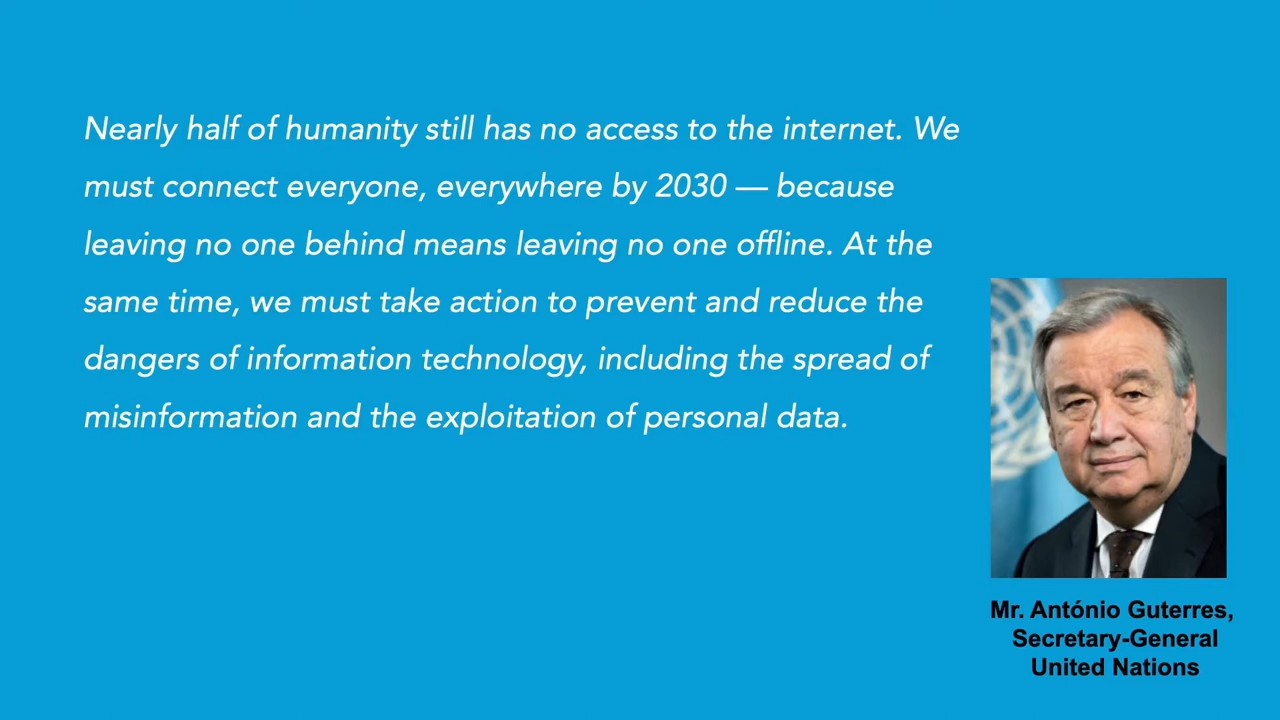 Nearly half of humanity still has no access to the internet. We
must connect everyone, everywhere by 2030 — because
leaving no one behind means leaving no one offline. At the
same time, we must take action to prevent and reduce the
dangers of information technology, including the spread of
misinformation and the exploitation of personal data.
Mr. António Guterres,
Secretary-General
United Nations